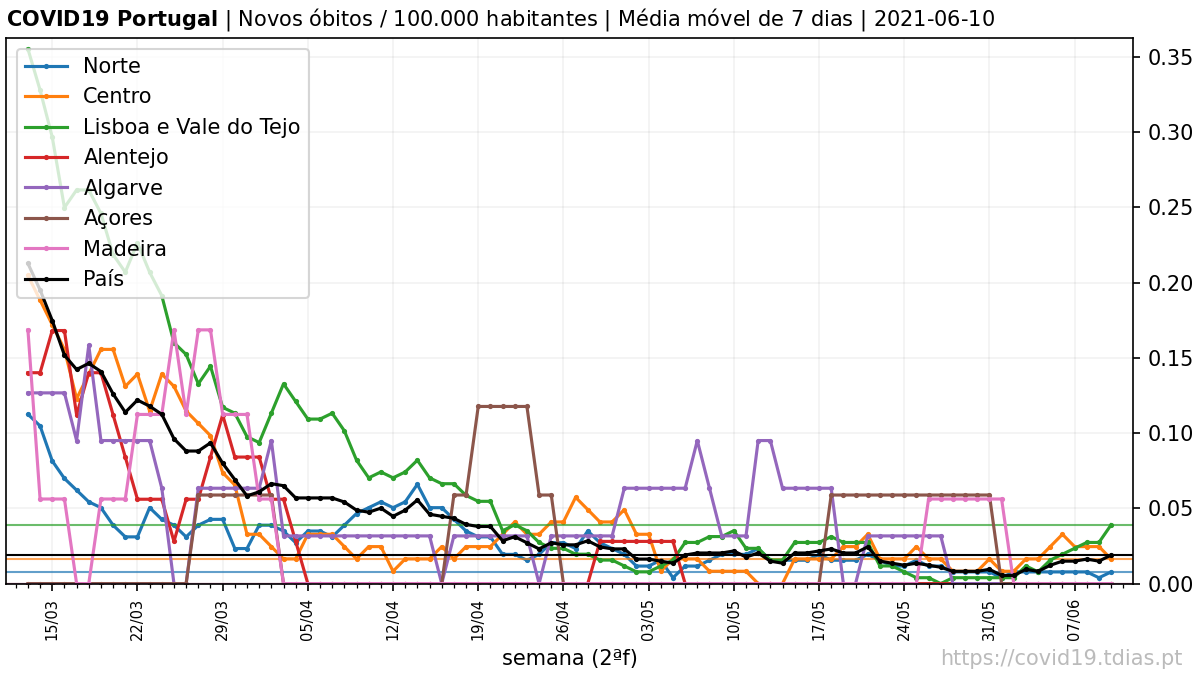 COVID19 Portugal | Novos óbitos / 100.000 habitantes | Média móvel de 7 dias | 2021-06-10
Norte
Centro
Lisboa e Vale do Tejo
Alentejo
Algarve
Açores
Madeira
País
0.35
0.30
0.25
0.20
0.15
0.10
0.05
0.00
15/03
22/03
29/03
05/04
12/04
19/04
26/04
03/05
10/05
17/05
24/05
31/05
07/06
semana (2ªf)
https://covid19.tdias.pt